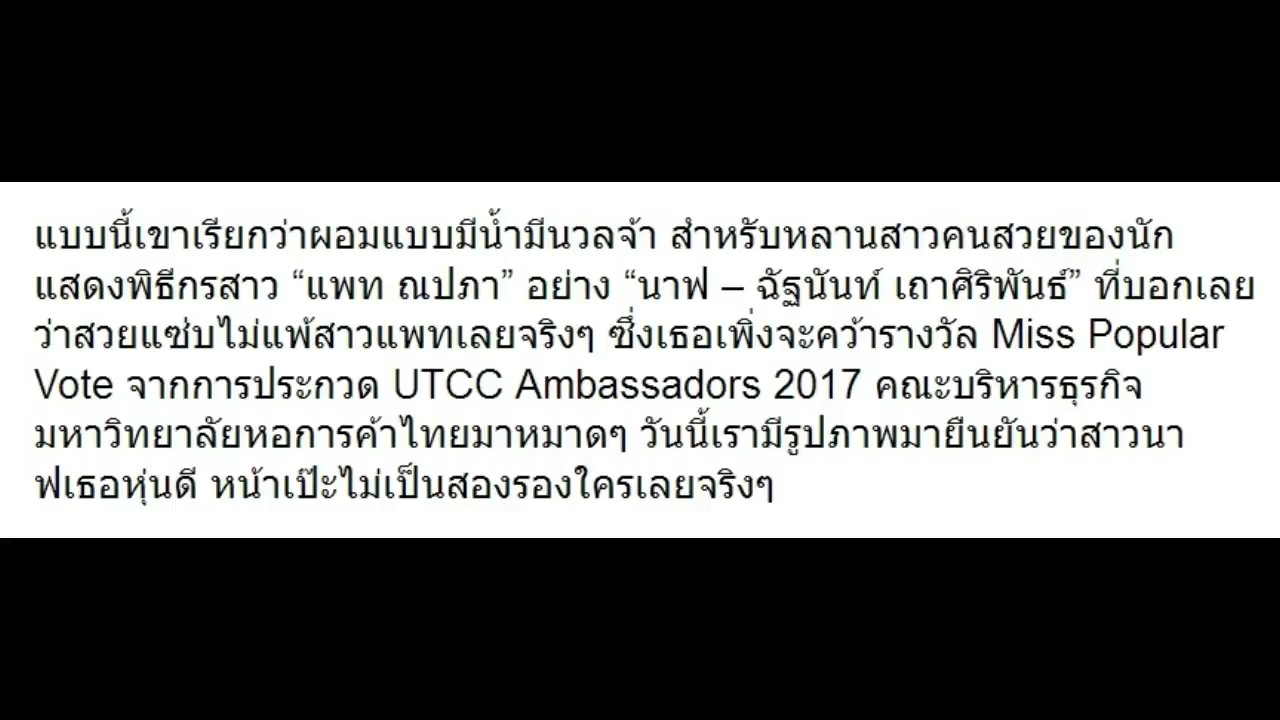 แบบนี้เขาเรียกว่าผอมแบบมีน้ำมีนวลจ้า สำหรับหลานสาวคนสวยของนัก
แสดงพิธีกรสาว “แพท ณปภา” อย่าง “นาฟ – ฉัฐนันท์ เถาศิริพันธ์” ที่บอกเลย
ว่าสวยแซ่บไม่แพ้สาวแพทเลยจริงๆ ซึ่งเธอเพิ่งจะคว้ารางวัล Miss Popular
Vote จากการประกวด UTCC Ambassadors 2017 คณะบริหารธุรกิจ
มหาวิทยาลัยหอการค้าไทยมาหมาดๆ วันนี้เรามีรูปภาพมายืนยันว่าสาวนา
ฟเธอหุ่นดี หน้าเป๊ะไม่เป็นสองรองใครเลยจริงๆ